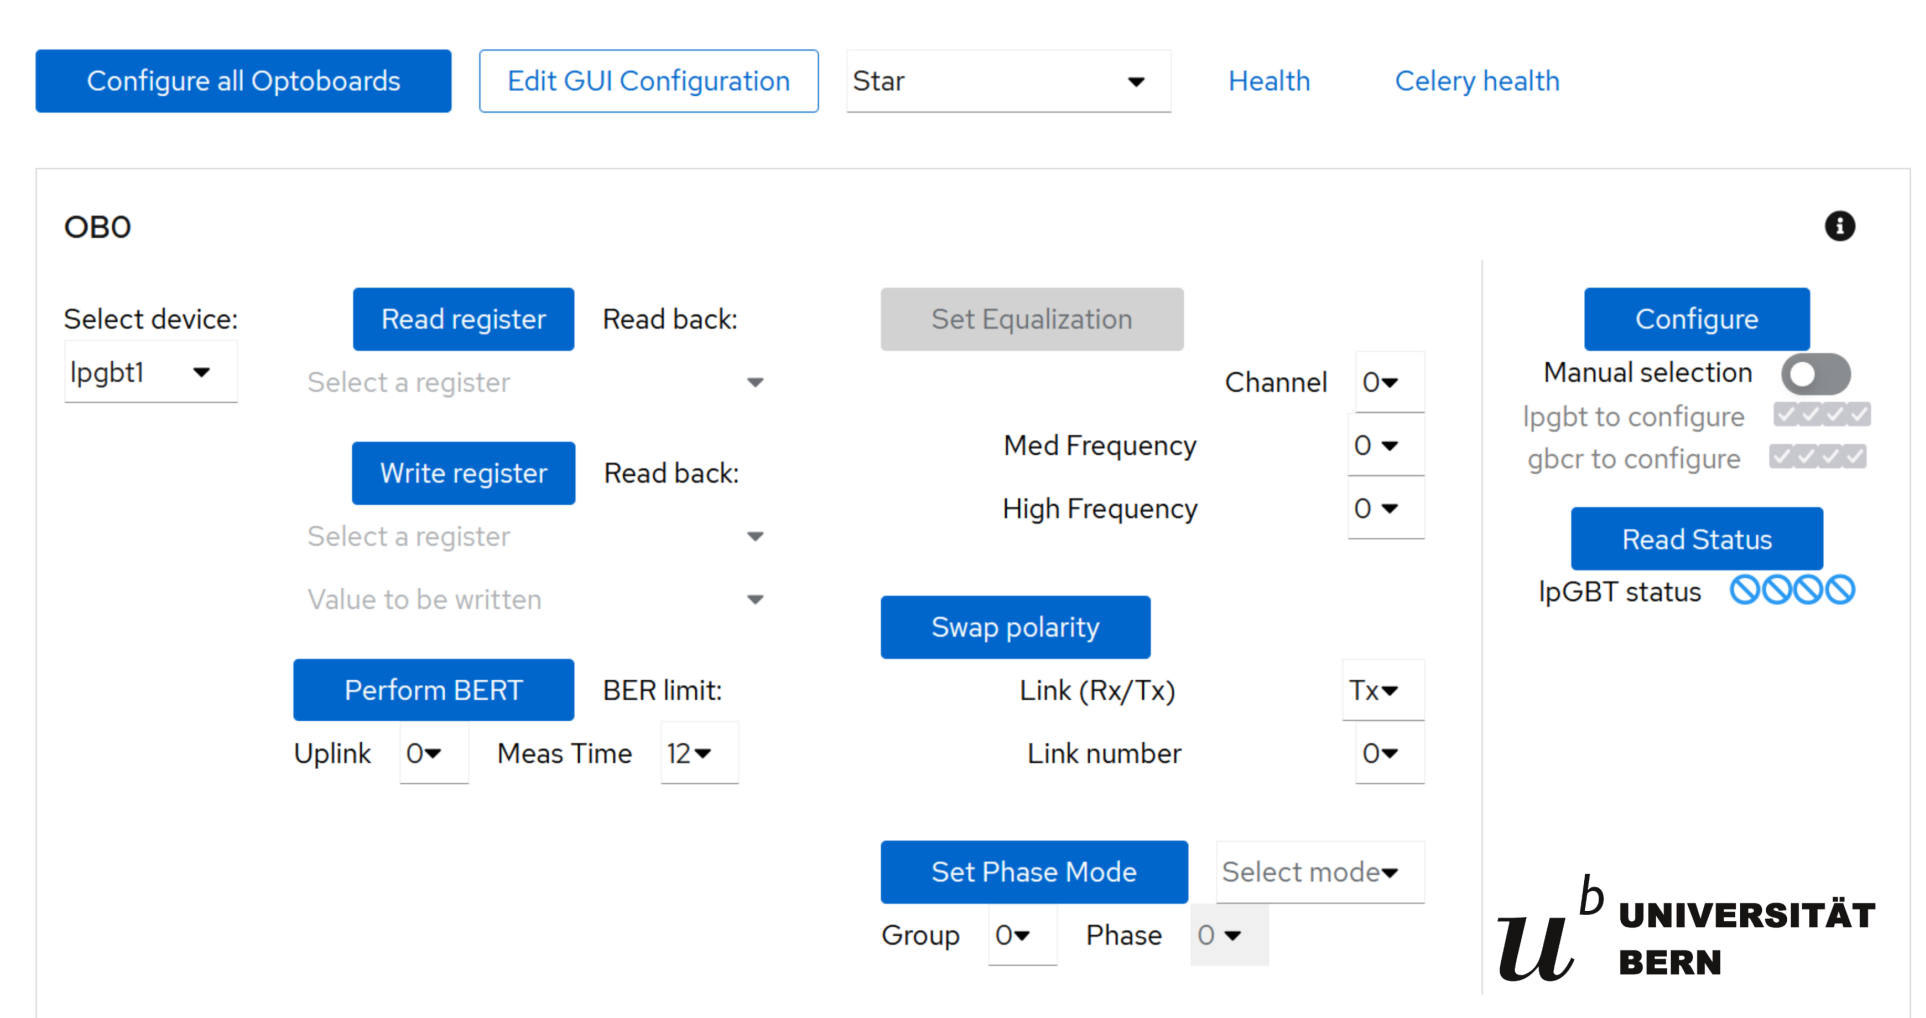 Configure all Optoboards
Edit GUI Configuration
Star
Health
Celery health
OB0
Select device:
lpgbt1
Read register
Read back:
Select a register
Write register
Read back:
Select a register
Value to be written
Perform BERT
BER limit:
Uplink
0
Meas Time
12
Set Equalization
Channel
0
Med Frequency
0
High Frequency
0
Swap polarity
Link (Rx/Tx)
Tx
Link number
0
Set Phase Mode
Select mode
Group
0
Phase
0
Configure
Manual selection
lpgbt to configure
gbcr to configure
Read Status
lpGBT status
u b
UNIVERSITÄT
BERN